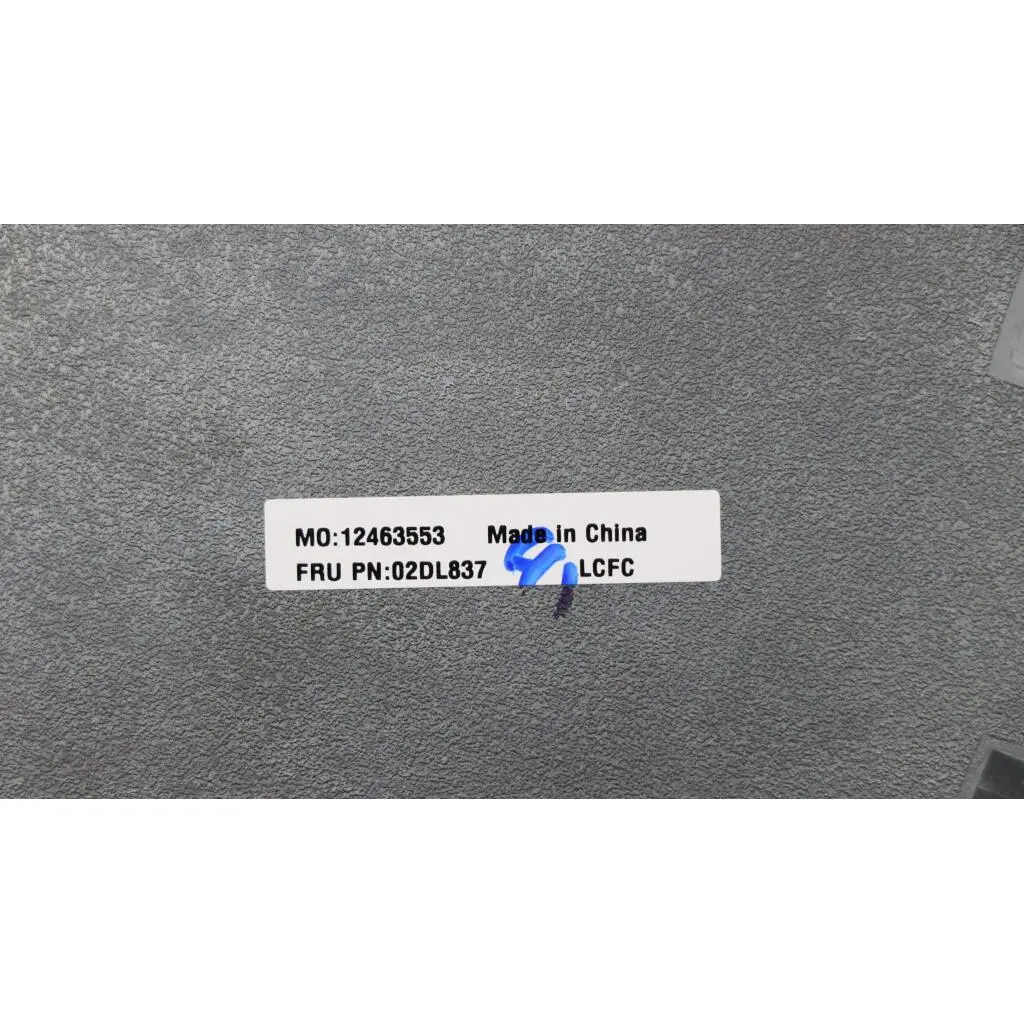 MO:12463553 Made in China
FRU PN:02DL837 LCFC